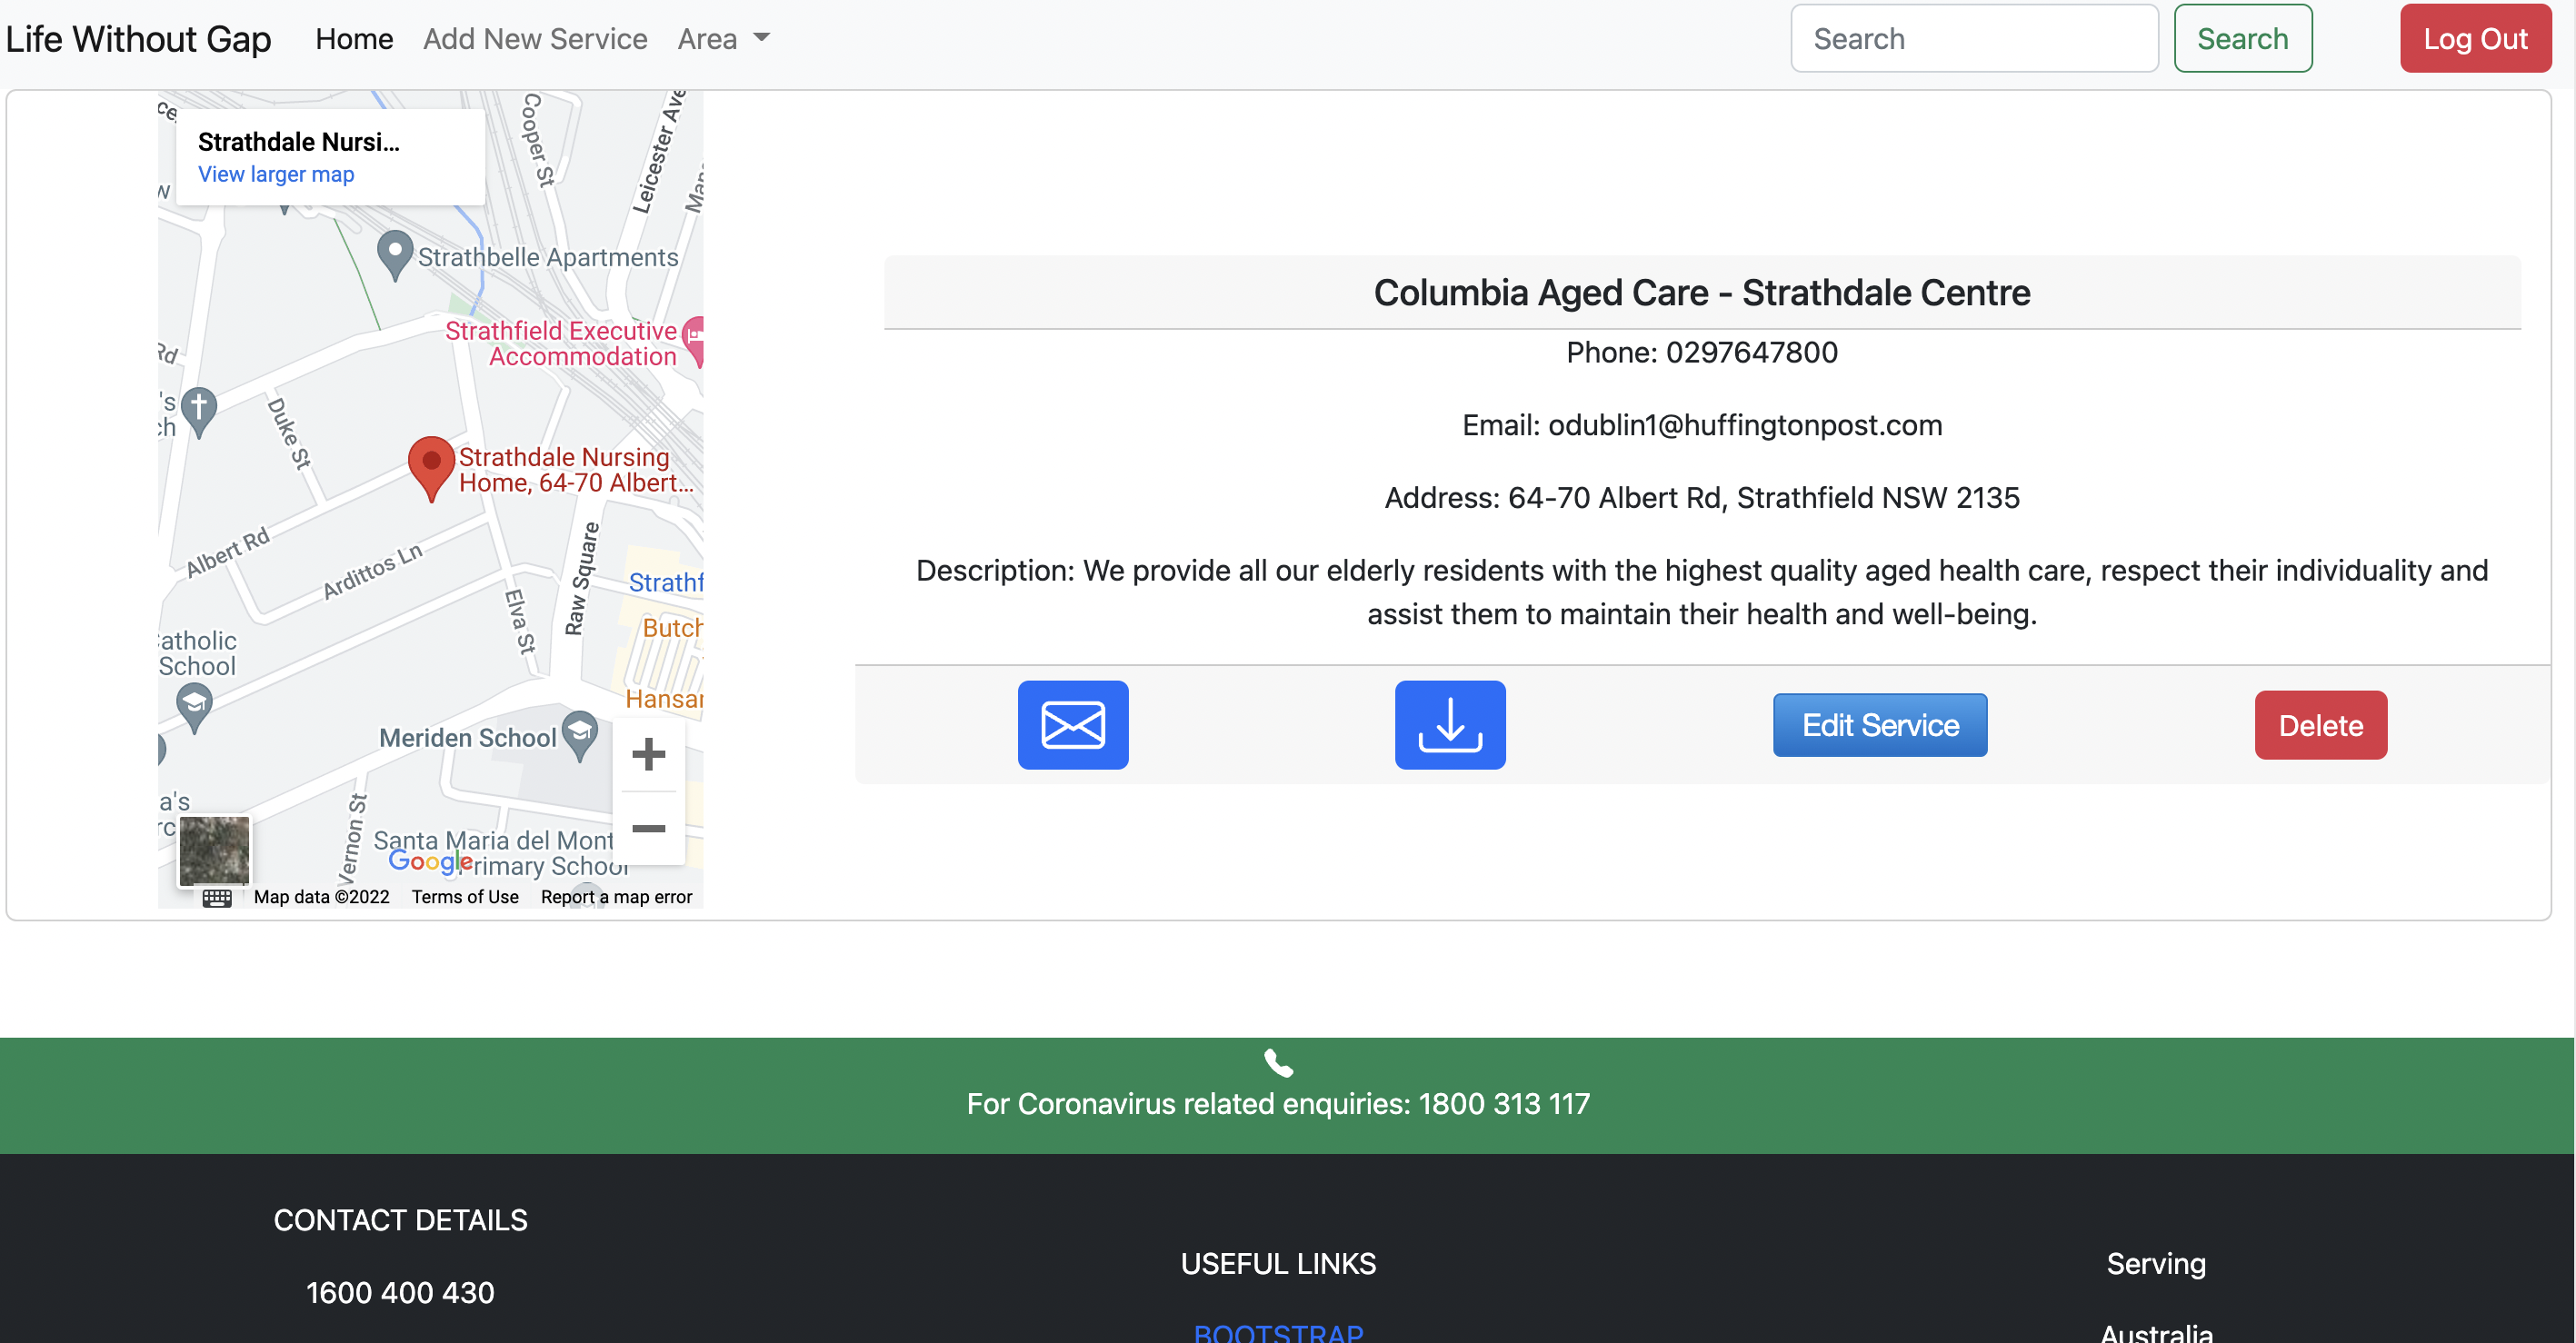 Life Without Gap Home Add New Service Area Search Search Log Out
Strathdale Nursi...
View larger map
Cooper St
Leicester Ave
Strathbelle Apartments
Strathfield Executive
Accommodation
Rd
Duke St
Strathdale Nursing
Home, 64-70 Albert...
Albert Rd
Ardittos Ln
Elva St
Raw Square
Strathf
Butch
Hansar
atholic
School
Meriden School
Vernon St
a's
Santa Maria del Mont
Primary School
Google
Map data ©2022 Terms of Use Report a map error
Columbia Aged Care - Strathdale Centre
Phone: 0297647800
Email: odublin1@huffingtonpost.com
Address: 64-70 Albert Rd, Strathfield NSW 2135
Description: We provide all our elderly residents with the highest quality aged health care, respect their individuality and
assist them to maintain their health and well-being.
Edit Service
Delete
For Coronavirus related enquiries: 1800 313 117
CONTACT DETAILS
1600 400 430
USEFUL LINKS
BOOTSTRAP
Serving
Australia